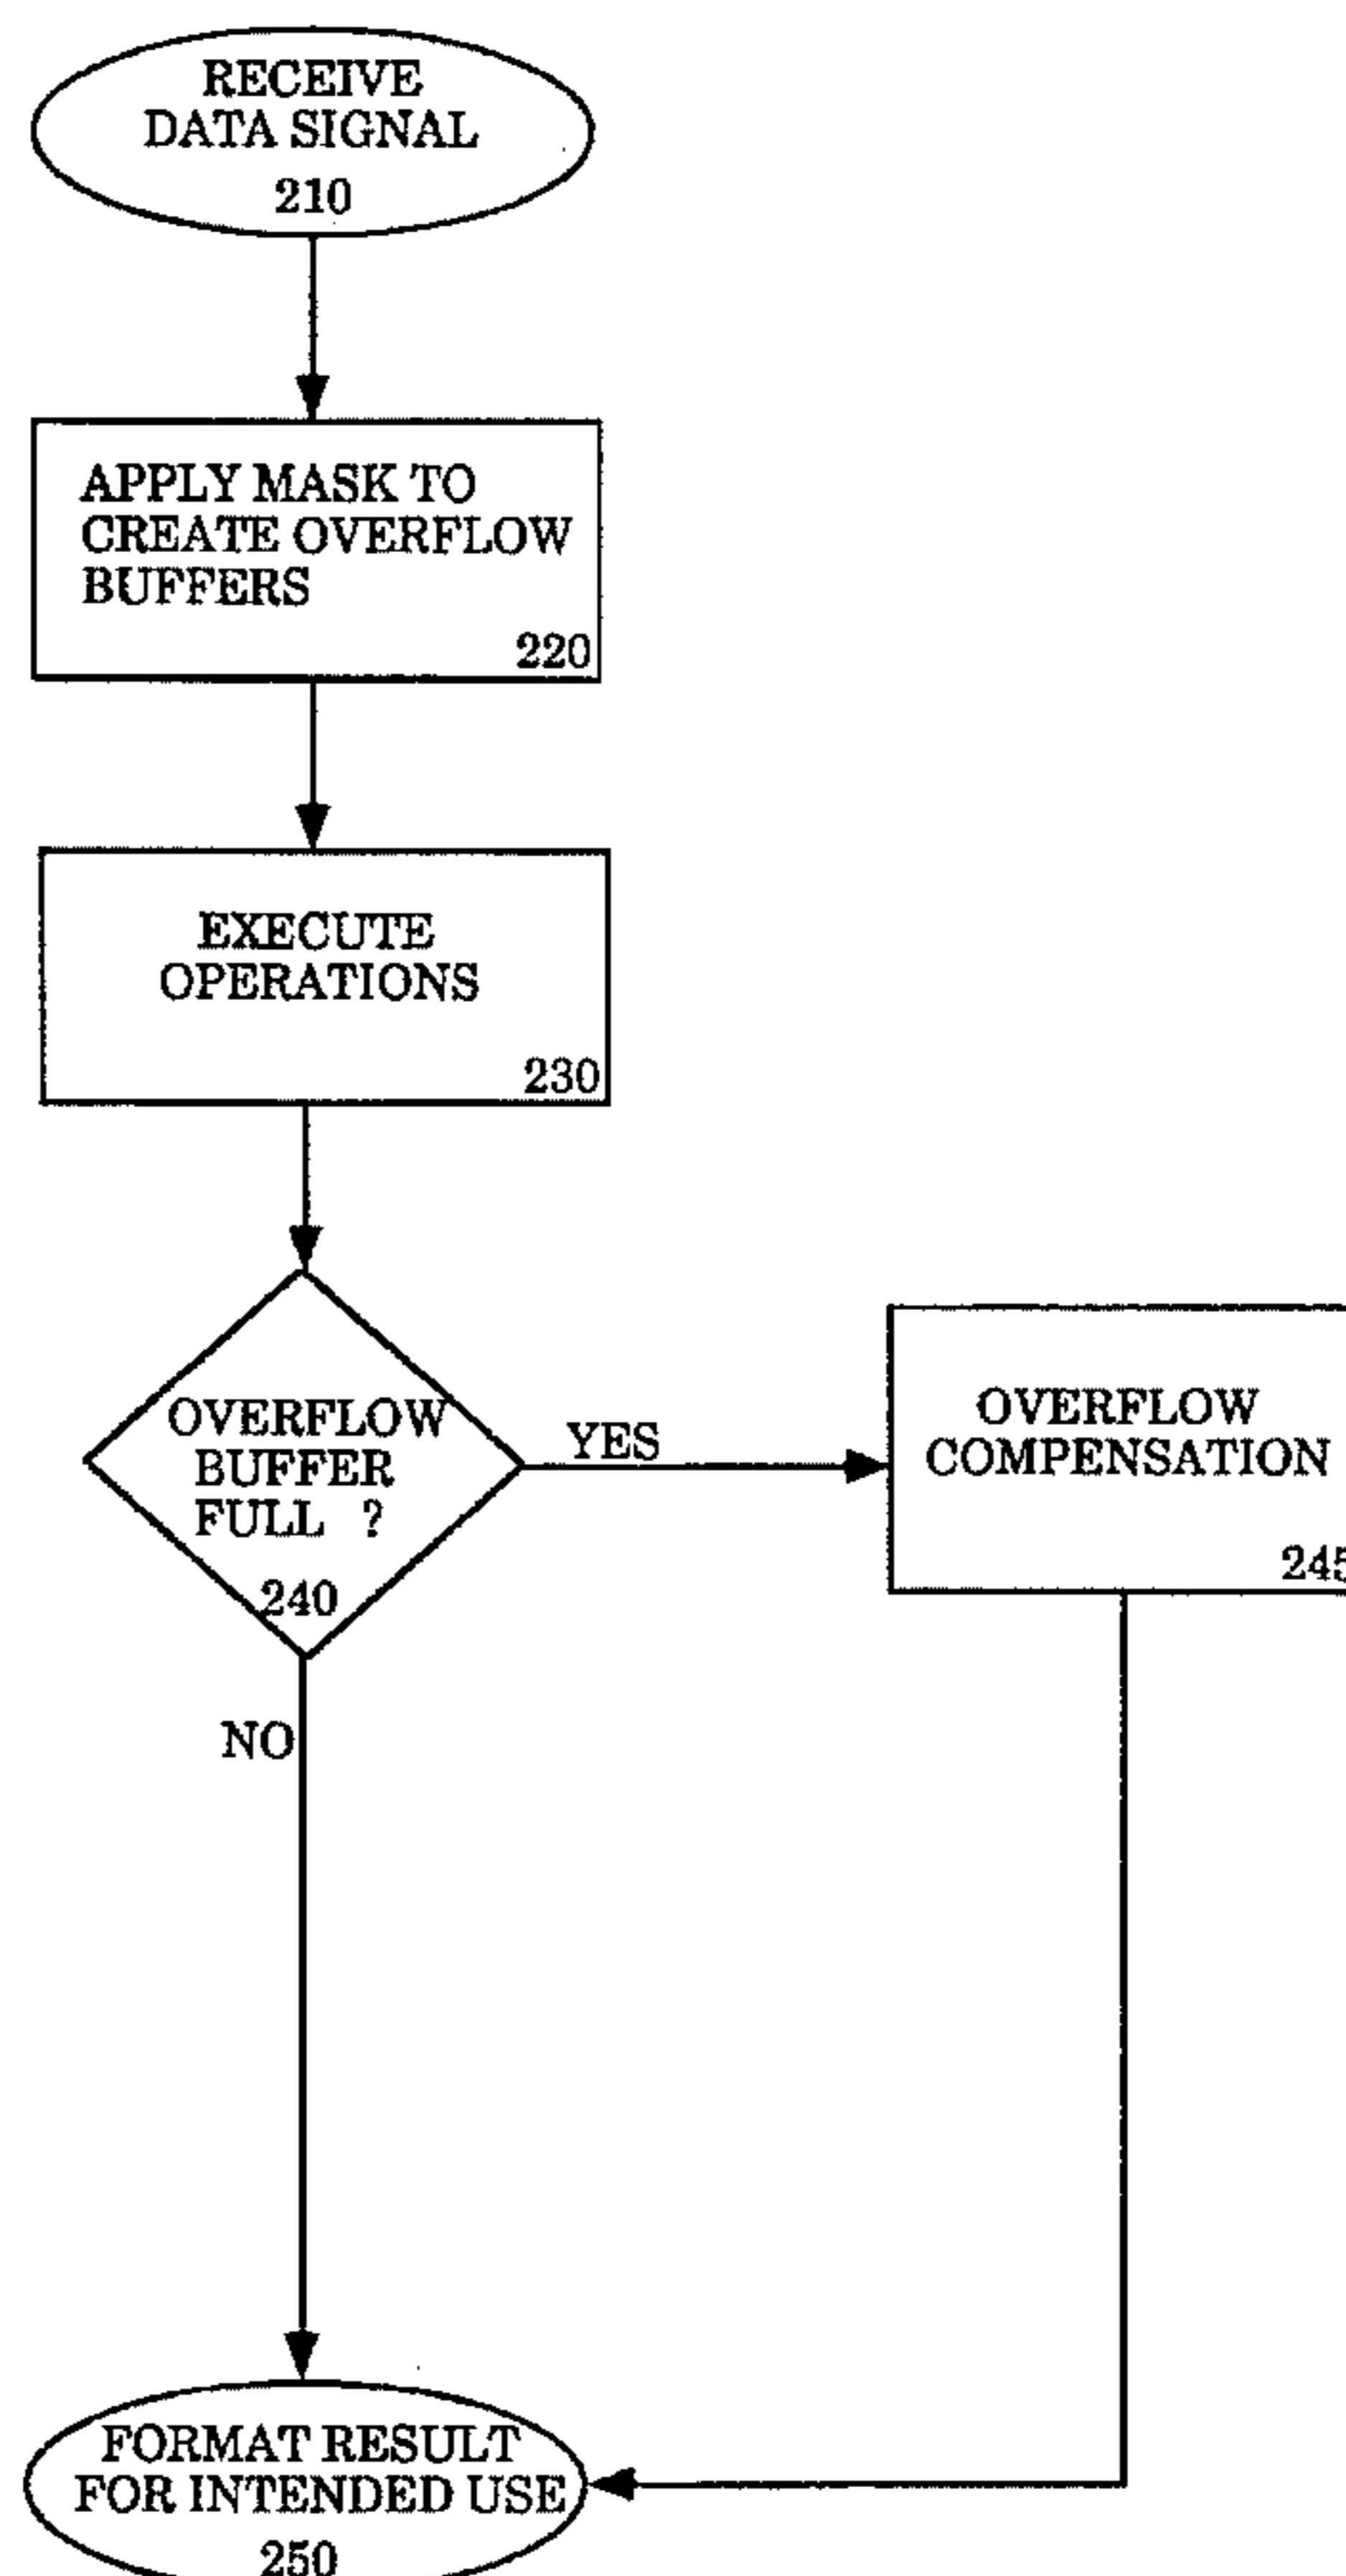 RECEIVE
DATA SIGNAL
210
APPLY MASK TO
CREATE OVERFLOW
BUFFERS
220
EXECUTE
OPERATIONS
230
OVERFLOW
BUFFER
FULL ?
240
YES
OVERFLOW
COMPENSATION
245
NO
FORMAT RESULT
FOR INTENDED USE
250